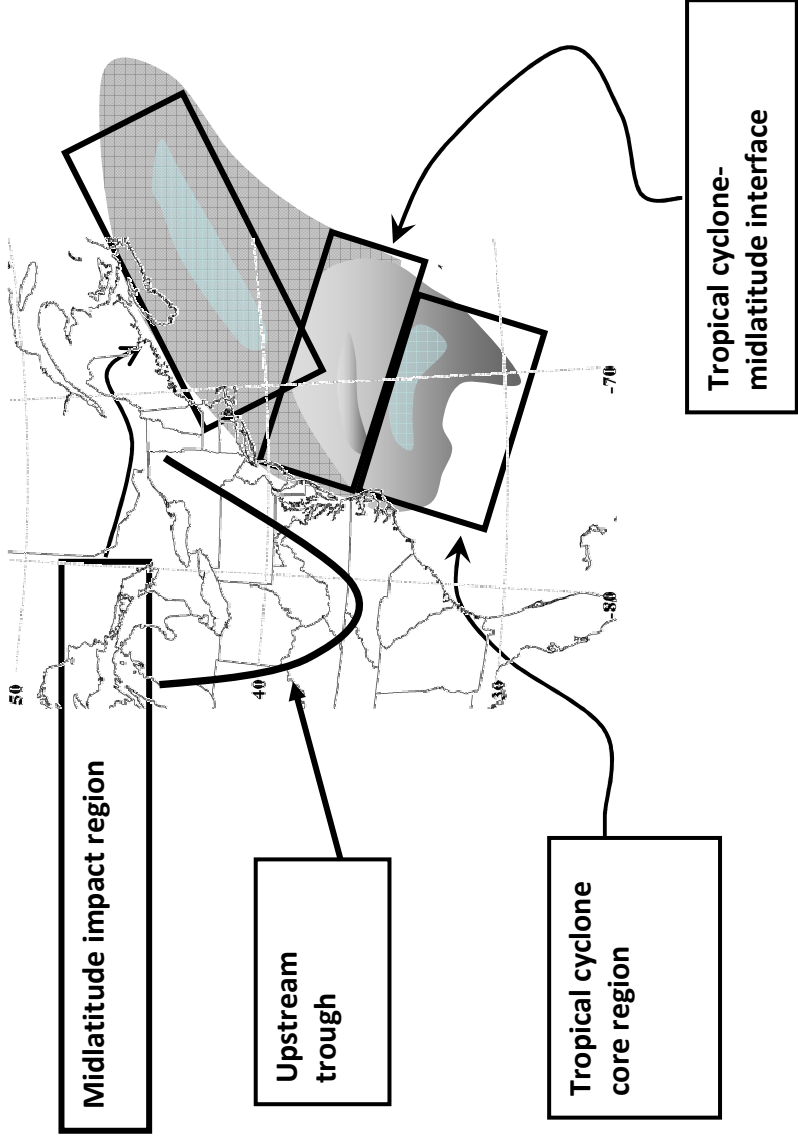 Midlatitude impact region
Upstream
trough
Tropical cyclone
core region
Tropical cyclone-
midlatitude interface
50
40
30
-80
-70